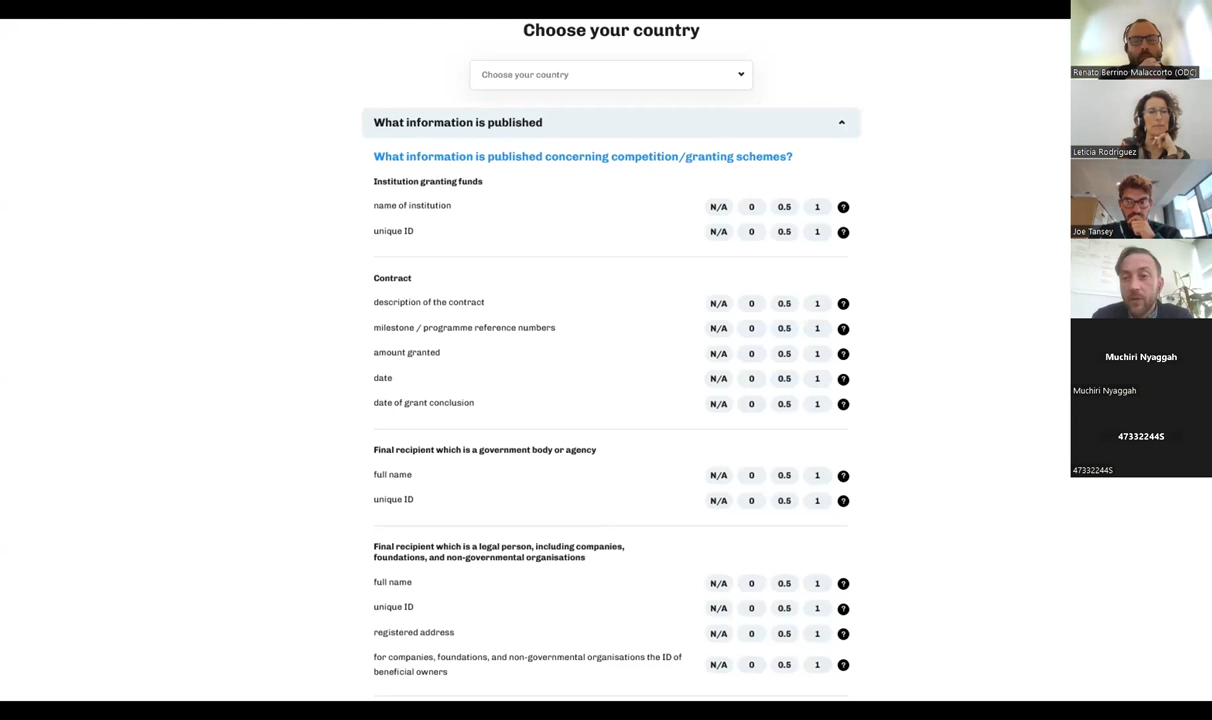 Choose your country
Choose your country
What information is published
What information is published concerning competition/granting schemes?
Institution granting funds
name of institution N/A 0 0.5 1 ?
unique ID N/A 0 0.5 1 ?
Contract
description of the contract N/A 0 0.5 1 ?
milestone / programme reference numbers N/A 0 0.5 1 ?
amount granted N/A 0 0.5 1 ?
date N/A 0 0.5 1 ?
date of grant conclusion N/A 0 0.5 1 ?
Final recipient which is a government body or agency
full name N/A 0 0.5 1 ?
unique ID N/A 0 0.5 1 ?
Final recipient which is a legal person, including companies,
foundations, and non-governmental organisations
full name N/A 0 0.5 1 ?
unique ID N/A 0 0.5 1 ?
registered address N/A 0 0.5 1 ?
for companies, foundations, and non-governmental organisations the ID of
beneficial owners N/A 0 0.5 1 ?
Renato Berrino Malaccorto (ODC)
Leticia Rodriguez
Joe Tansey
Muchiri Nyaggah
Muchiri Nyaggah
47332244S
47332244S